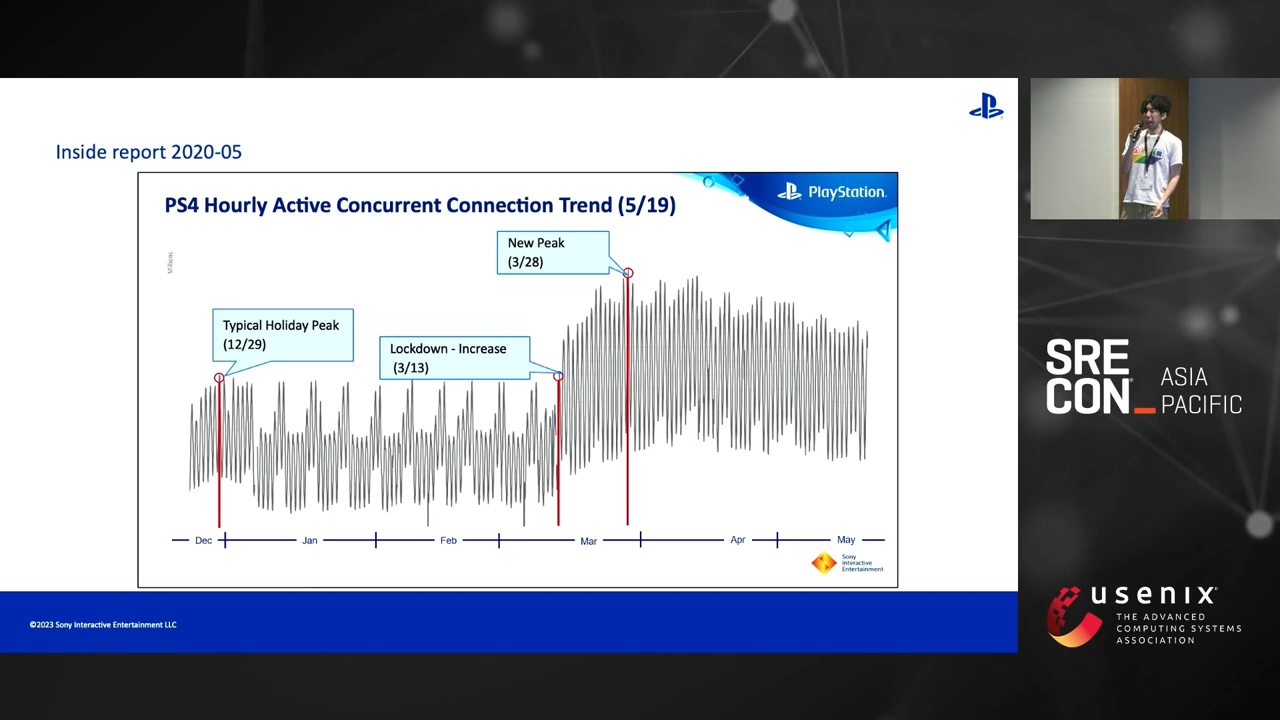 Inside report 2020-05
PS4 Hourly Active Concurrent Connection Trend (5/19)
PlayStation.
Millions
New Peak
(3/28)
Typical Holiday Peak
(12/29)
Lockdown - Increase
(3/13)
Dec
Jan
Feb
Mar
Apr
May
Sony
Interactive
Entertainment
©2023 Sony Interactive Entertainment LLC
SRE
CON_
ASIA
PACIFIC
usenix
THE ADVANCED
COMPUTING SYSTEMS
ASSOCIATION